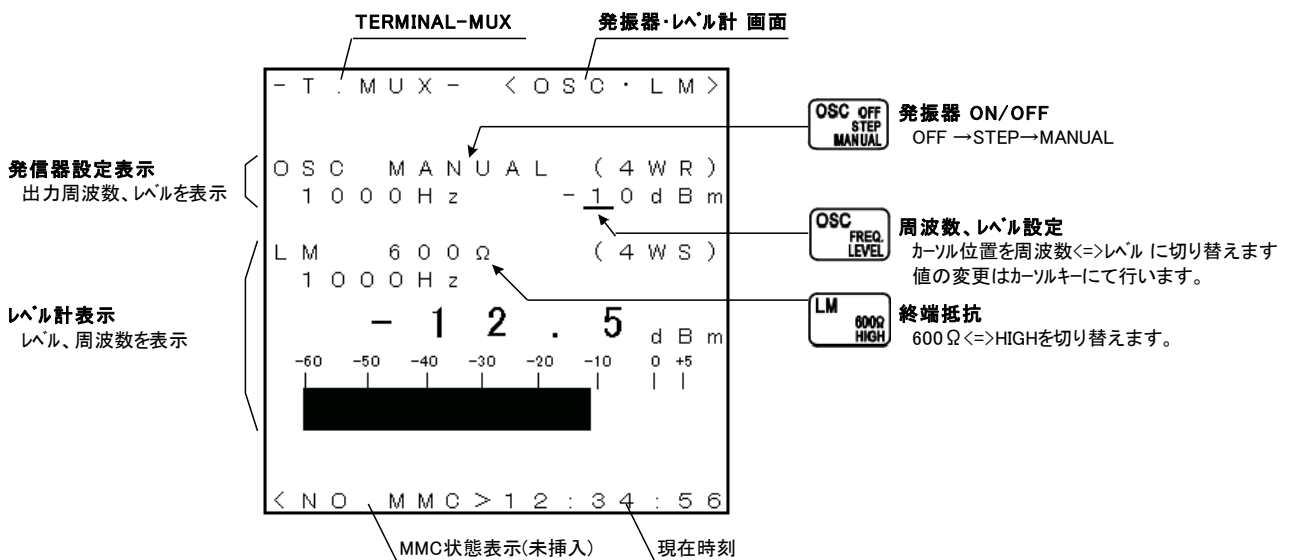 TERMINAL-MUX
発振器・レベル計 画面
-T.MUX- <OSC・LM>
OSC OFF
STEP
MANUAL
発振器 ON/OFF
OFF →STEP→MANUAL
発信器設定表示
出力周波数、レベルを表示
OSC MANUAL (4WR)
1000Hz -10dBm
OSC
FREQ.
LEVEL
周波数、レベル設定
カーソル位置を周波数<=>レベル に切り替えます
値の変更はカーソルキーにて行います。
LM 600Ω (4WS)
1000Hz
LM
600Ω
HIGH
終端抵抗
600Ω<=>HIGHを切り替えます。
レベル計表示
レベル、周波数を表示
-12.5 dBm
-60 -50 -40 -30 -20 -10 0 +5
<NO.MMC>12:34:56
MMC状態表示(未挿入)
現在時刻